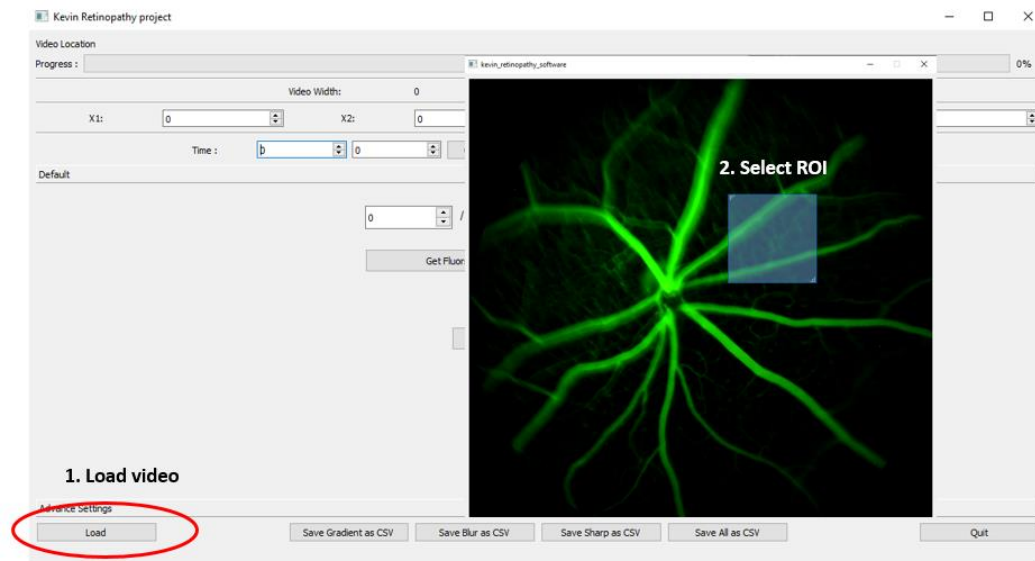 Kevin Retinopathy project
Video Location
Progress :
0%
kevin_retinopathy_software
Video Width: 0
X1: 0 X2: 0
Time : 0 0
Default
2. Select ROI
0 /
Get Fluor
1. Load video
Advance Settings
Load Save Gradient as CSV Save Blur as CSV Save Sharp as CSV Save All as CSV Quit